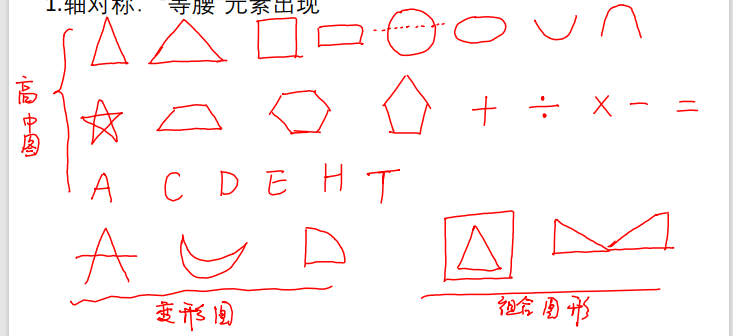 1.轴对称："等腰"元素出现
高中图
+ ÷ × − =
A C D E H T
变形图
组合图形